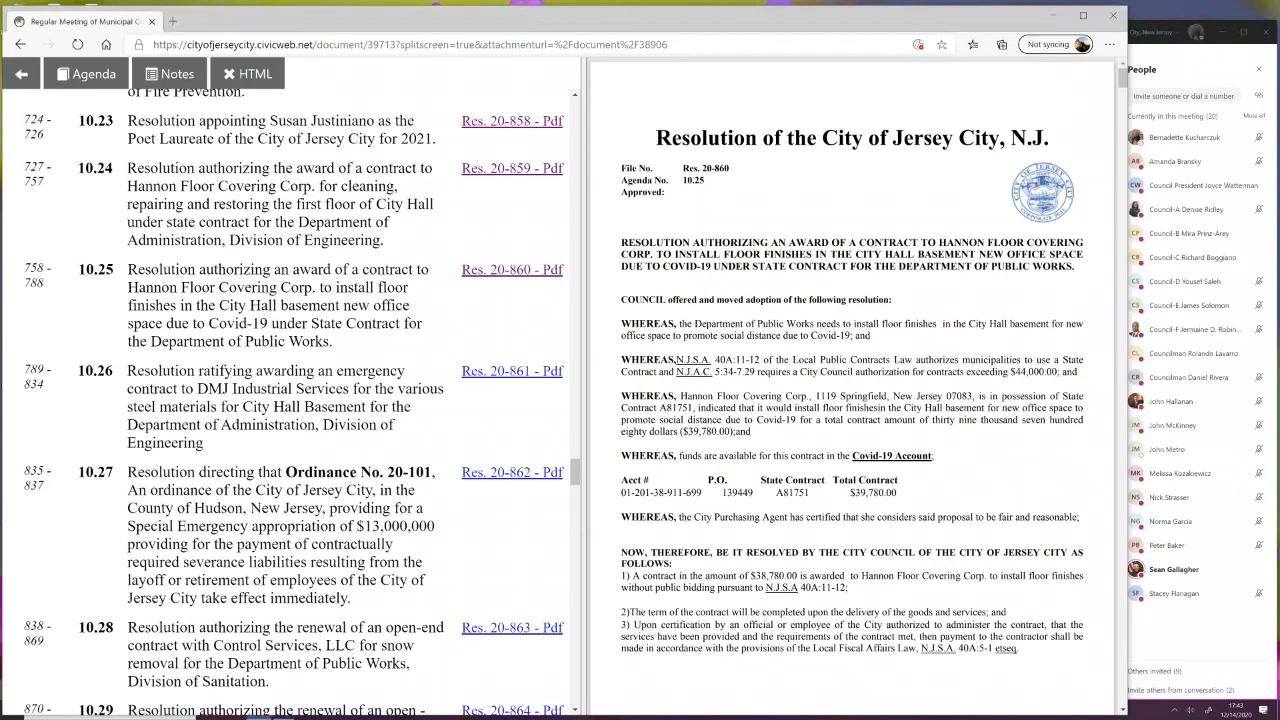 Regular Meeting of Municipal C
https://cityofjerseycity.civicweb.net/document/39713?splitscreen=true&attachmenturl=%2Fdocument%2F38906
Not syncing
Agenda
Notes
HTML
of Fire Prevention.
724 -
726
10.23
Resolution appointing Susan Justiniano as the
Poet Laureate of the City of Jersey City for 2021.
Res. 20-858 - Pdf
727 -
757
10.24
Resolution authorizing the award of a contract to
Hannon Floor Covering Corp. for cleaning,
repairing and restoring the first floor of City Hall
under state contract for the Department of
Administration, Division of Engineering.
Res. 20-859 - Pdf
758 -
788
10.25
Resolution authorizing an award of a contract to
Hannon Floor Covering Corp. to install floor
finishes in the City Hall basement new office
space due to Covid-19 under State Contract for
the Department of Public Works.
Res. 20-860 - Pdf
789 -
834
10.26
Resolution ratifying awarding an emergency
contract to DMJ Industrial Services for the various
steel materials for City Hall Basement for the
Department of Administration, Division of
Engineering
Res. 20-861 - Pdf
835 -
837
10.27
Resolution directing that Ordinance No. 20-101,
An ordinance of the City of Jersey City, in the
County of Hudson, New Jersey, providing for a
Special Emergency appropriation of $13,000,000
providing for the payment of contractually
required severance liabilities resulting from the
layoff or retirement of employees of the City of
Jersey City take effect immediately.
Res. 20-862 - Pdf
838 -
869
10.28
Resolution authorizing the renewal of an open-end
contract with Control Services, LLC for snow
removal for the Department of Public Works,
Division of Sanitation.
Res. 20-863 - Pdf
870 -
10.29
Resolution authorizing the renewal of an open -
Res. 20-864 - Pdf
Resolution of the City of Jersey City, N.J.
File No. Res. 20-860
Agenda No. 10.25
Approved:
RESOLUTION AUTHORIZING AN AWARD OF A CONTRACT TO HANNON FLOOR COVERING
CORP. TO INSTALL FLOOR FINISHES IN THE CITY HALL BASEMENT NEW OFFICE SPACE
DUE TO COVID-19 UNDER STATE CONTRACT FOR THE DEPARTMENT OF PUBLIC WORKS.
COUNCIL offered and moved adoption of the following resolution:
WHEREAS, the Department of Public Works needs to install floor finishes in the City Hall basement for new
office space to promote social distance due to Covid-19; and
WHEREAS,N.J.S.A. 40A:11-12 of the Local Public Contracts Law authorizes municipalities to use a State
Contract and N.J.A.C. 5:34-7.29 requires a City Council authorization for contracts exceeding $44,000.00; and
WHEREAS, Hannon Floor Covering Corp., 1119 Springfield, New Jersey 07083, is in possession of State
Contract A81751, indicated that it would install floor finishesin the City Hall basement for new office space to
promote social distance due to Covid-19 for a total contract amount of thirty nine thousand seven hundred
eighty dollars ($39,780.00);and
WHEREAS, funds are available for this contract in the Covid-19 Account;
Acct # P.O. State Contract Total Contract
01-201-38-911-699 139449 A81751 $39,780.00
WHEREAS, the City Purchasing Agent has certified that she considers said proposal to be fair and reasonable;
NOW, THEREFORE, BE IT RESOLVED BY THE CITY COUNCIL OF THE CITY OF JERSEY CITY AS
FOLLOWS:
1) A contract in the amount of $38,780.00 is awarded to Hannon Floor Covering Corp. to install floor finishes
without public bidding pursuant to N.J.S.A 40A:11-12;
2)The term of the contract will be completed upon the delivery of the goods and services; and
3) Upon certification by an official or employee of the City authorized to administer the contract, that the
services have been provided and the requirements of the contract met, then payment to the contractor shall be
made in accordance with the provisions of the Local Fiscal Affairs Law, N.J.S.A. 40A:5-1 etseq.
City, New Jersey
People
Invite someone or dial a number
Currently in this meeting (20)
Mute all
Bernadette Kucharczuk
AB Amanda Bransky
CW Council President Joyce Watterman
Council-A Denise Ridley
CP Council-B Mira Prinz-Arey
CB Council-C Richard Boggiano
CS Council-D Yousef Saleh
CS Council-E James Solomon
Council-F Jermaine D. Robin...
CL Councilman Rolando Lavarro
CR Councilman Daniel Rivera
John Hallanan
JM John McKinney
JM John Metro
MK Melissa Kozakiewicz
NS Nick Strasser
NG Norma Garcia
PB Peter Baker
Sean Gallagher
SF Stacey Flanagan
Others invited (9)
Invite others from conversation (2)
17:43
12/14/2020